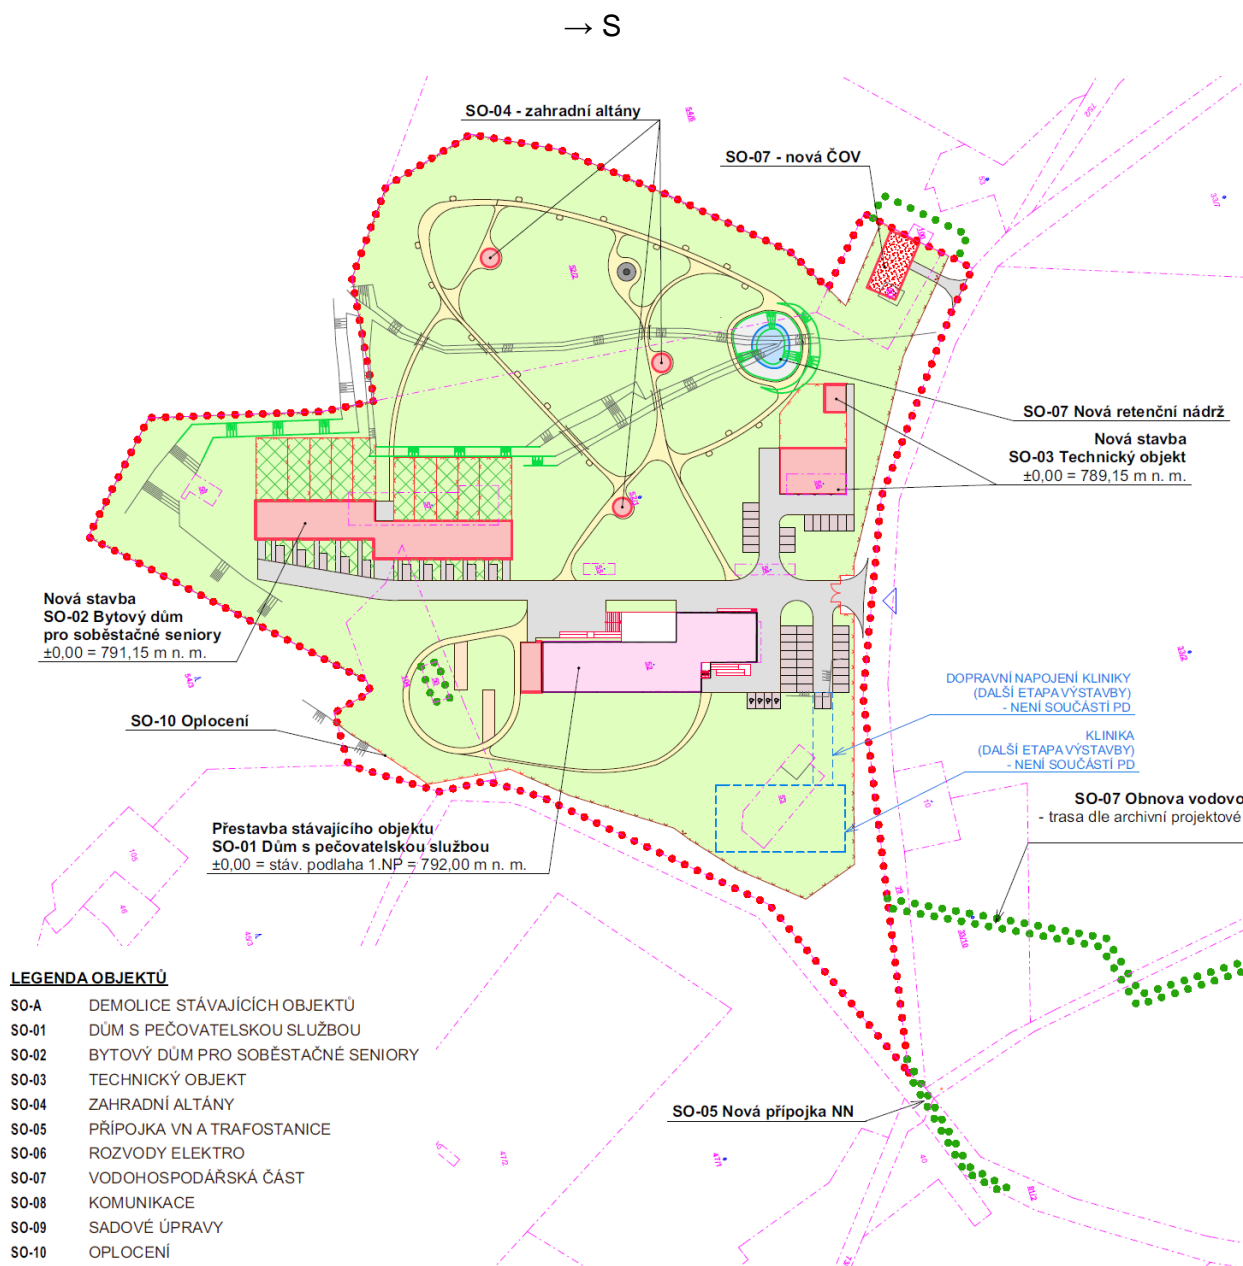 → S
SO-04 - zahradní altány
SO-07 - nová ČOV
SO-07 Nová retenční nádrž
Nová stavba
SO-03 Technický objekt
±0,00 = 789,15 m n. m.
Nová stavba
SO-02 Bytový dům
pro soběstačné seniory
±0,00 = 791,15 m n. m.
SO-10 Oplocení
DOPRAVNÍ NAPOJENÍ KLINIKY
(DALŠÍ ETAPA VÝSTAVBY)
- NENÍ SOUČÁSTÍ PD
KLINIKA
(DALŠÍ ETAPA VÝSTAVBY)
- NENÍ SOUČÁSTÍ PD
SO-07 Obnova vodovo
- trasa dle archivní projektové
Přestavba stávajícího objektu
SO-01 Dům s pečovatelskou službou
±0,00 = stáv. podlaha 1.NP = 792,00 m n. m.
SO-05 Nová přípojka NN
LEGENDA OBJEKTŮ
SO-A DEMOLICE STÁVAJÍCÍCH OBJEKTŮ
SO-01 DŮM S PEČOVATELSKOU SLUŽBOU
SO-02 BYTOVÝ DŮM PRO SOBĚSTAČNÉ SENIORY
SO-03 TECHNICKÝ OBJEKT
SO-04 ZAHRADNÍ ALTÁNY
SO-05 PŘÍPOJKA VN A TRAFOSTANICE
SO-06 ROZVODY ELEKTRO
SO-07 VODOHOSPODÁŘSKÁ ČÁST
SO-08 KOMUNIKACE
SO-09 SADOVÉ ÚPRAVY
SO-10 OPLOCENÍ